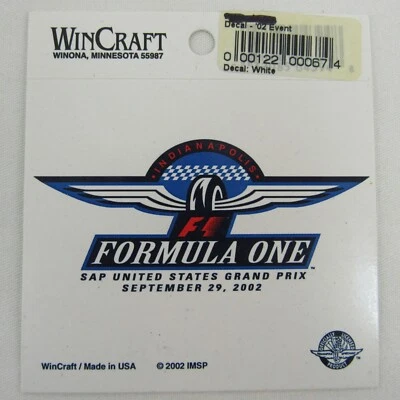 WINCRAFT
WINONA, MINNESOTA 55987
Decal - '02 Event
0 00122 00067 4
Decal: White
INDIANAPOLIS
F1
FORMULA ONE™
SAP UNITED STATES GRAND PRIX
SEPTEMBER 29, 2002
WinCraft / Made in USA © 2002 IMSP